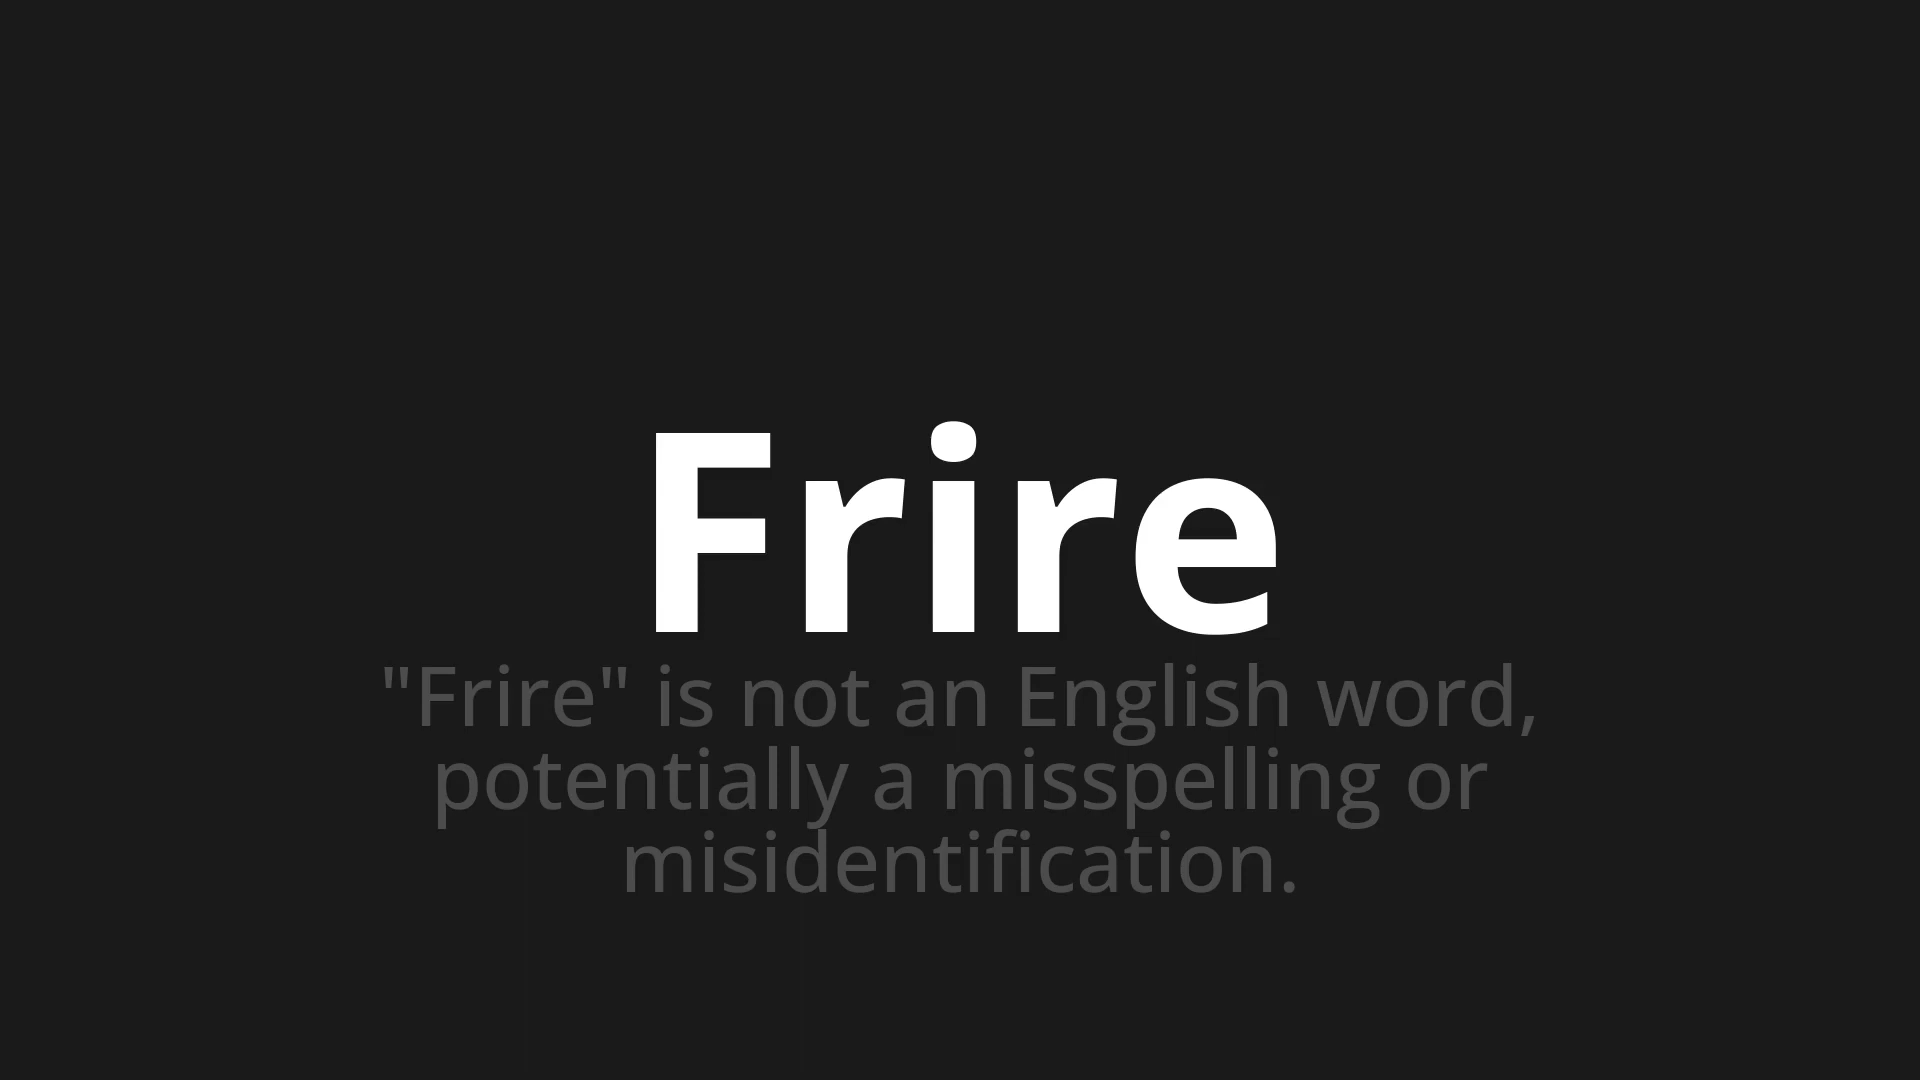 Frire
"Frire" is not an English word,
potentially a misspelling or
misidentification.